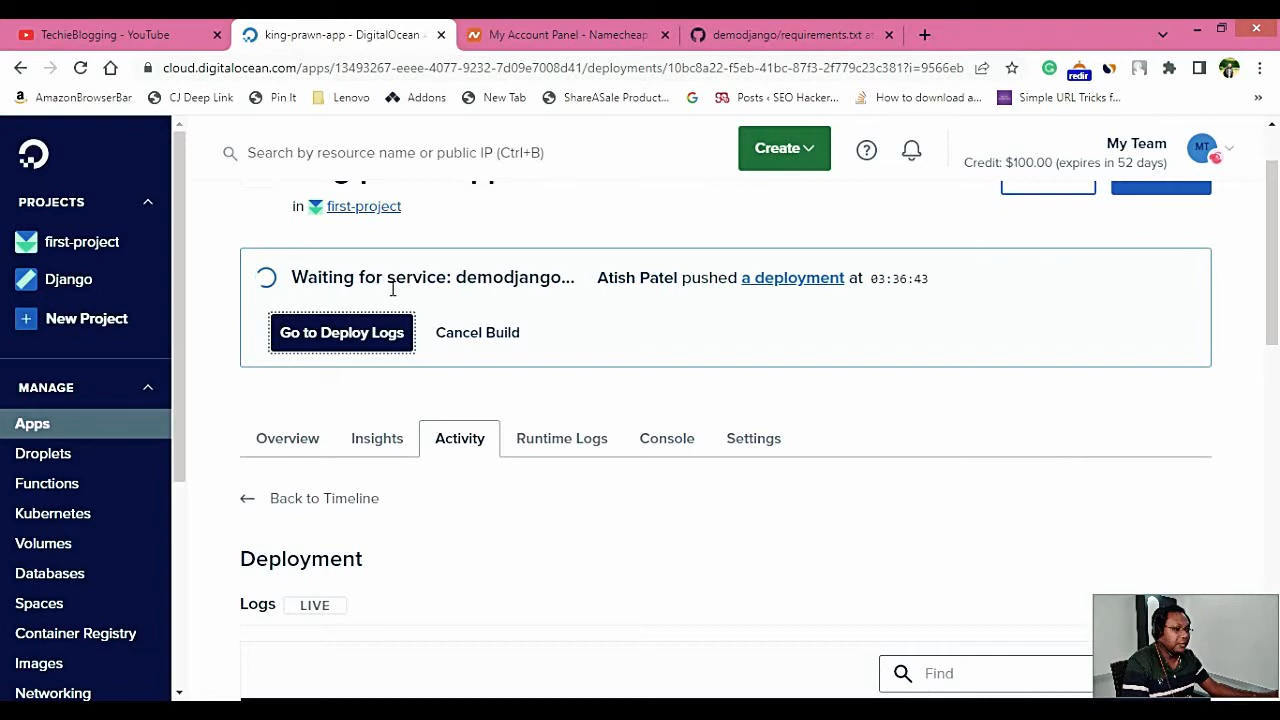 TechieBlogging - YouTube
king-prawn-app - DigitalOcean
My Account Panel - Namecheap
demodjango/requirements.txt at
cloud.digitalocean.com/apps/13493267-eeee-4077-9232-7d09e7008d41/deployments/10bc8a22-f5eb-41bc-87f3-2f779c23c381?i=9566eb
redir
AmazonBrowserBar
CJ Deep Link
Pin It
Lenovo
Addons
New Tab
ShareASale Product...
Posts ‹ SEO Hacker...
How to download a...
Simple URL Tricks f...
»
Search by resource name or public IP (Ctrl+B)
Create
My Team
Credit: $100.00 (expires in 52 days)
MT
PROJECTS
first-project
Django
New Project
MANAGE
Apps
Droplets
Functions
Kubernetes
Volumes
Databases
Spaces
Container Registry
Images
Networking
in first-project
Waiting for service: demodjango...
Atish Patel pushed a deployment at 03:36:43
Go to Deploy Logs
Cancel Build
Overview
Insights
Activity
Runtime Logs
Console
Settings
← Back to Timeline
Deployment
Logs
LIVE
Find